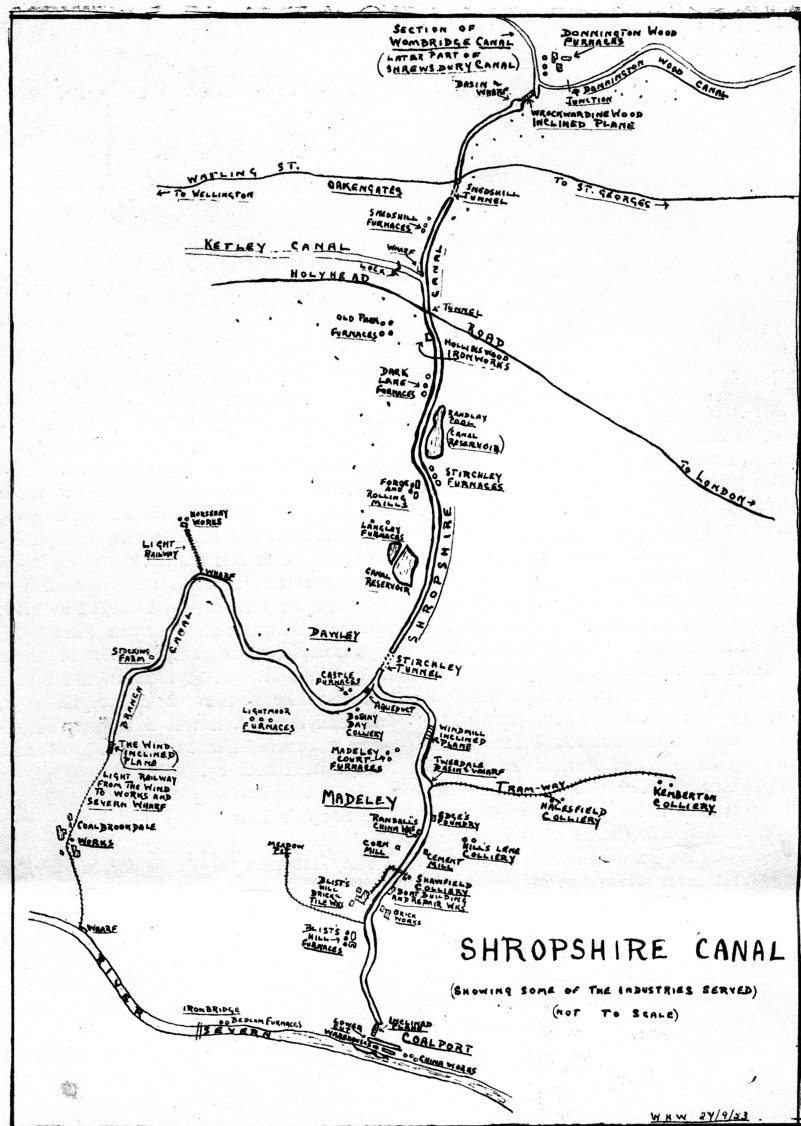 SECTION OF
WOMBRIDGE CANAL
(LATER PART OF
SHREWSBURY CANAL)
DONNINGTON WOOD
FURNACES
BASIN &
WHARF
DONNINGTON WOOD CANAL
JUNCTION
WROCKWARDINE WOOD
INCLINED PLANE
WATLING ST.
← TO WELLINGTON
OAKENGATES
SNEDSHILL
TUNNEL
TO ST. GEORGES →
SNEDSHILL
FURNACES
KETLEY CANAL
WHARF
LOCK
CANAL
HOLYHEAD
ROAD
TUNNEL
OLD PARK
FURNACES
HOLLINSWOOD
IRONWORKS
DARK
LANE
FURNACES
RANDLAY
POOL
(CANAL
RESERVOIR)
TO LONDON →
STIRCHLEY
FURNACES
FORGE
AND
ROLLING
MILLS
HORSEHAY
WORKS
LANGLEY
FURNACES
LIGHT
RAILWAY
WHARF
CANAL
RESERVOIR
SHROPSHIRE
CANAL
DAWLEY
STOCKING
FARM
STIRCHLEY
TUNNEL
CASTLE
FURNACES
AQUEDUCT
BRANCH
LIGHTMOOR
FURNACES
BOTANY
BAY
COLLIERY
WINDMILL
INCLINED
PLANE
THE WIND.
INCLINED
PLANE
MADELEY
COURT
FURNACES
TWEEDALE
BASIN & WHARF
LIGHT RAILWAY
FROM THE WIND
TO WORKS AND
SEVERN WHARF
TRAM-WAY
KEMBERTON
COLLIERY
HALESFIELD
COLLIERY
MADELEY
COALBROOKDALE
WORKS
RANDALL'S
CHINA WKS
EDGE'S
FOUNDRY
MEADOW
PIT
CORN
MILL
HILL'S LANE
COLLIERY
CEMENT
MILL
SHAWFIELD
COLLIERY
BLIST'S
HILL
BRICK &
TILE WKS
BOAT BUILDING
AND REPAIR WKS
BRICK
WORKS
WHARF
BLIST'S
HILL
FURNACES
SHROPSHIRE CANAL
(SHOWING SOME OF THE INDUSTRIES SERVED)
(NOT TO SCALE)
RIVER
SEVERN
IRONBRIDGE
BEDLAM FURNACES
INCLINED
PLANE
WAREHOUSES
COALPORT
CHINA WORKS
WHW 24/9/53